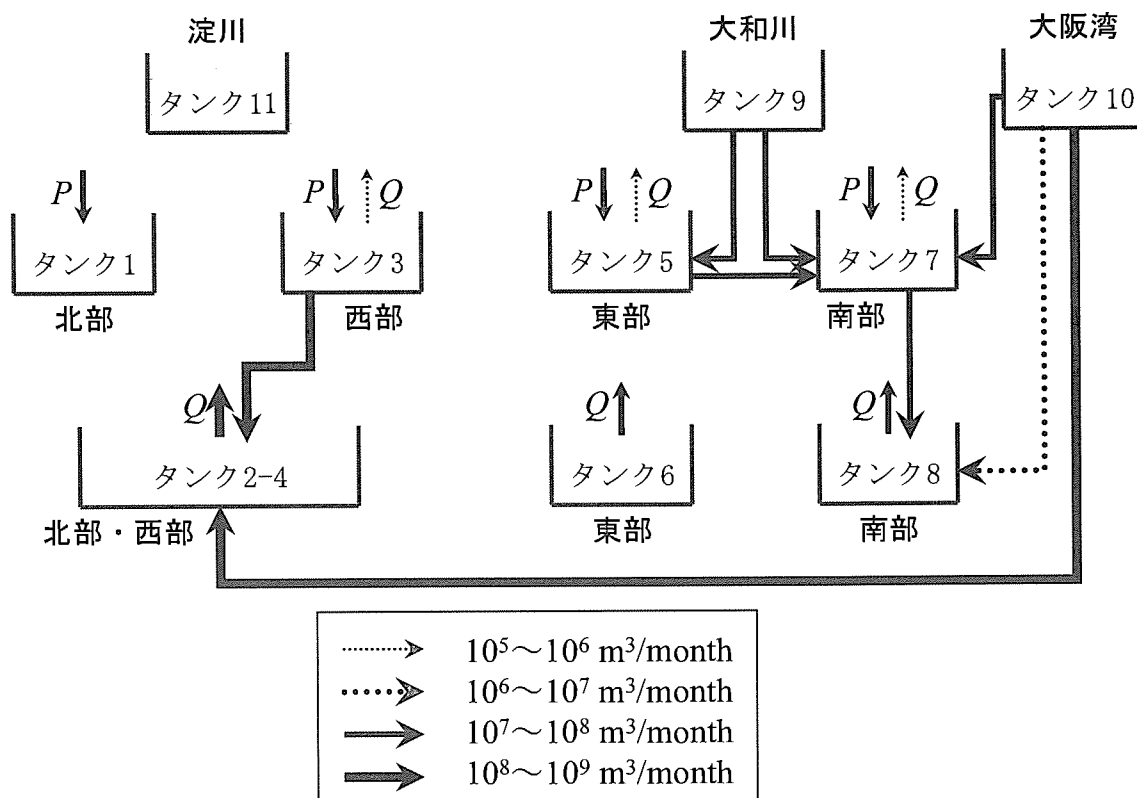 淀川 大和川 大阪湾
タンク11 タンク9 タンク10
P P Q P Q P Q
タンク1 タンク3 タンク5 タンク7
北部 西部 東部 南部
Q Q Q
タンク2-4 タンク6 タンク8
北部・西部 東部 南部
10⁵～10⁶ m³/month
10⁶～10⁷ m³/month
10⁷～10⁸ m³/month
10⁸～10⁹ m³/month